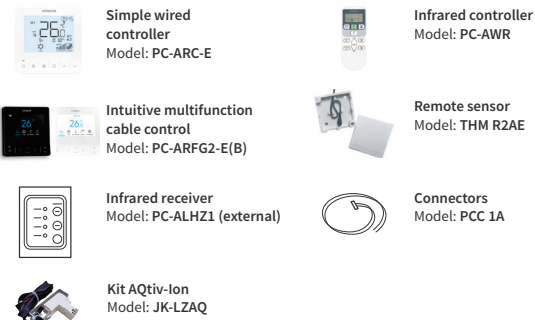 Simple wired
controller
Model: PC-ARC-E
Infrared controller
Model: PC-AWR
Intuitive multifunction
cable control
Model: PC-ARFG2-E(B)
Remote sensor
Model: THM R2AE
Infrared receiver
Model: PC-ALHZ1 (external)
Connectors
Model: PCC 1A
Kit AQtiv-Ion
Model: JK-LZAQ